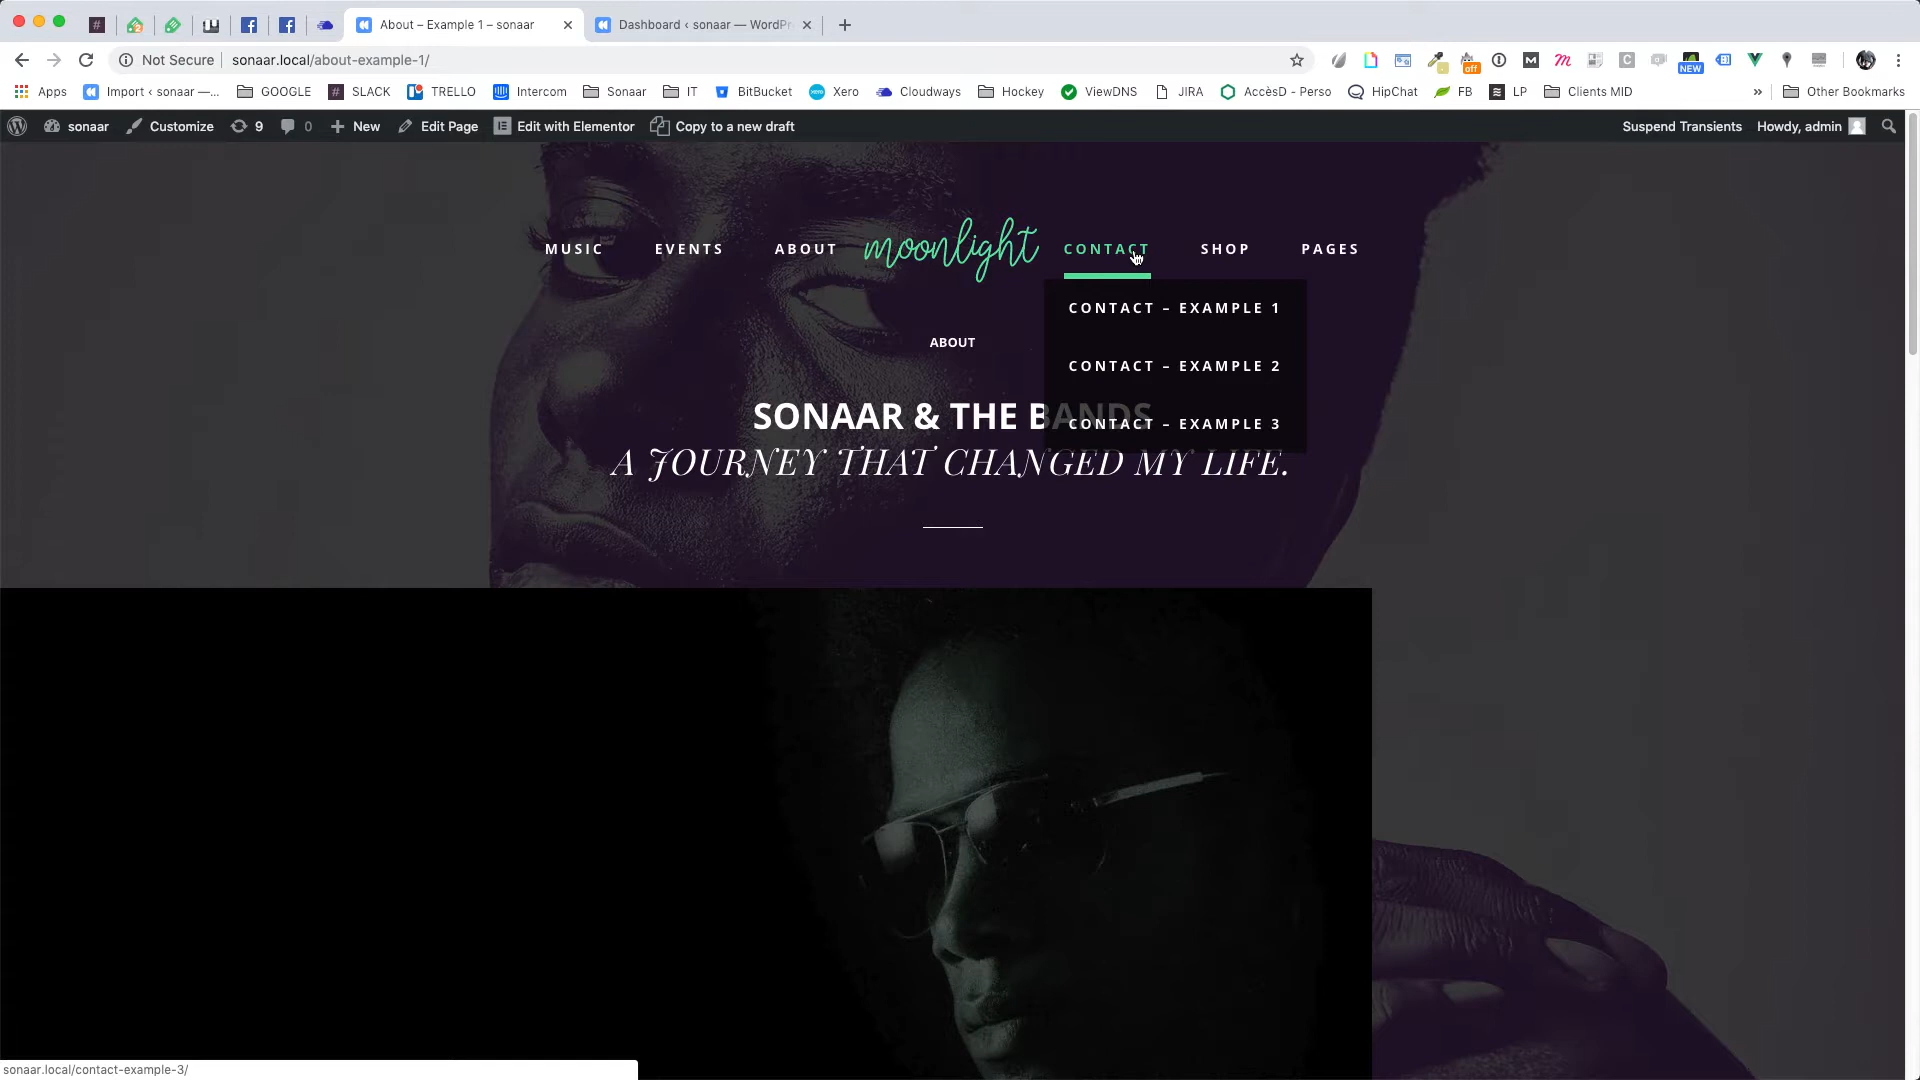 About – Example 1 – sonaar
Dashboard ‹ sonaar — WordPr
Not Secure
sonaar.local/about-example-1/
off
NEW
Apps
Import ‹ sonaar —...
GOOGLE
SLACK
TRELLO
Intercom
Sonaar
IT
BitBucket
Xero
Cloudways
Hockey
ViewDNS
JIRA
AccèsD - Perso
HipChat
FB
LP
Clients MID
»
Other Bookmarks
sonaar
Customize
9
0
New
Edit Page
Edit with Elementor
Copy to a new draft
Suspend Transients
Howdy, admin
MUSIC
EVENTS
ABOUT
moonlight
CONTACT
SHOP
PAGES
CONTACT – EXAMPLE 1
CONTACT – EXAMPLE 2
CONTACT – EXAMPLE 3
ABOUT
SONAAR & THE BANDS
A JOURNEY THAT CHANGED MY LIFE.
sonaar.local/contact-example-3/